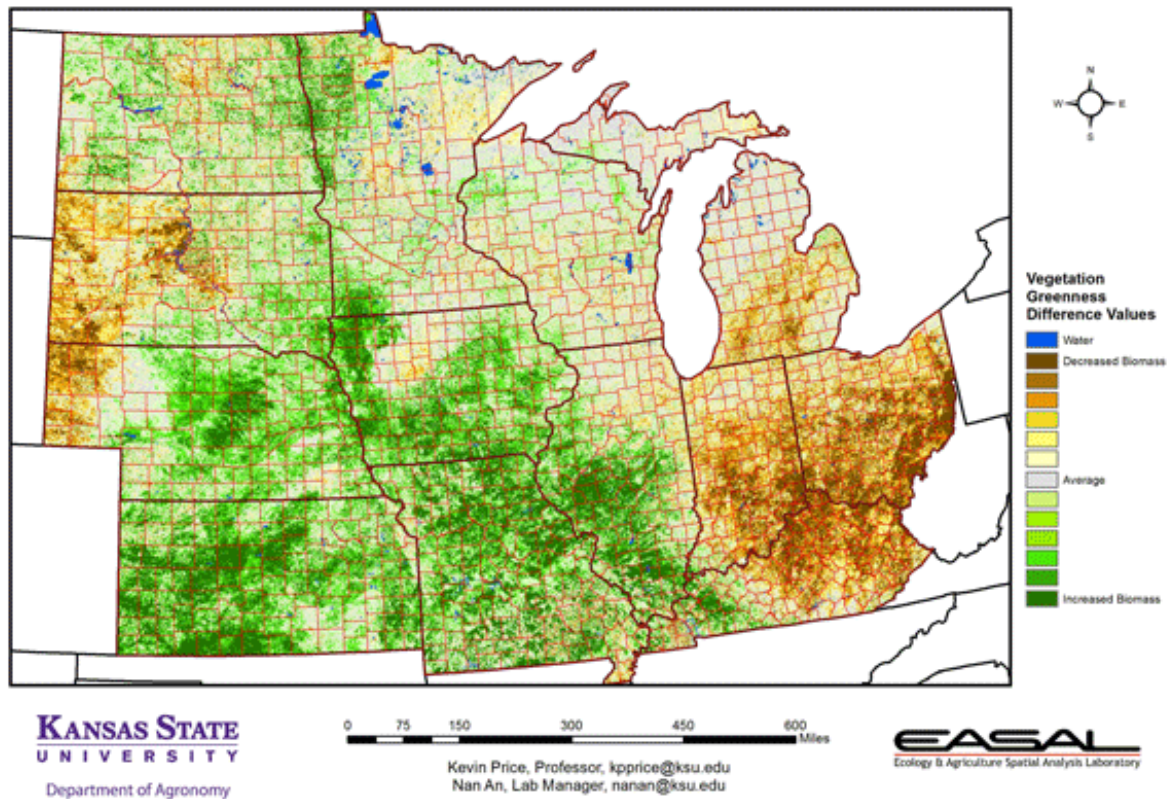 N
W E
S
Vegetation
Greenness
Difference Values
Water
Decreased Biomass
Average
Increased Biomass
KANSAS STATE
UNIVERSITY
Department of Agronomy
0 75 150 300 450 600
Miles
Kevin Price, Professor, kpprice@ksu.edu
Nan An, Lab Manager, nanan@ksu.edu
EASAL
Ecology & Agriculture Spatial Analysis Laboratory